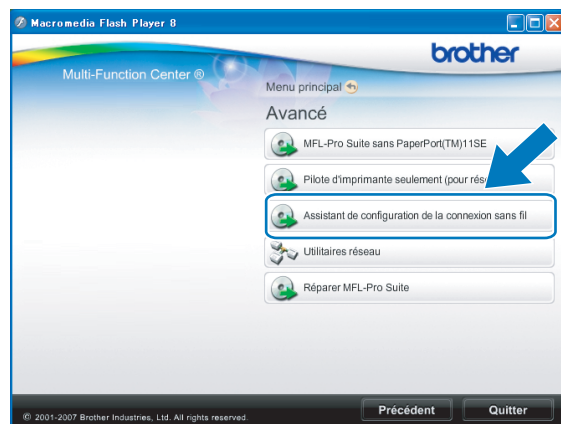 Macromedia Flash Player 8
brother
Multi-Function Center ®
Menu principal
Avancé
MFL-Pro Suite sans PaperPort(TM)11SE
Pilote d'imprimante seulement (pour
Assistant de configuration de la connexion sans fil
Utilitaires réseau
Réparer MFL-Pro Suite
© 2001-2007 Brother Industries, Ltd. All rights reserved.
Précédent
Quitter